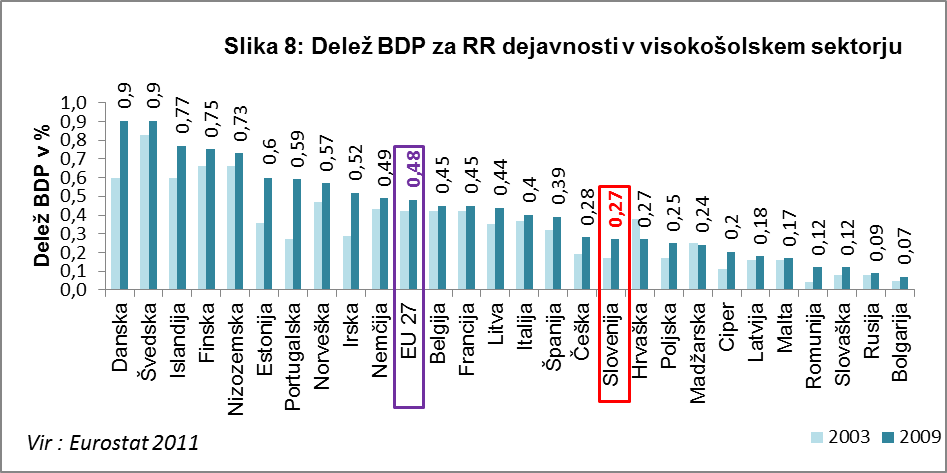 Slika 8: Delež BDP za RR dejavnosti v visokošolskem sektorju
Delež BDP v %
1,0
0,9
0,8
0,7
0,6
0,5
0,4
0,3
0,2
0,1
0,0
0,9
0,9
0,77
0,75
0,73
0,6
0,59
0,57
0,52
0,49
0,48
0,45
0,45
0,44
0,4
0,39
0,28
0,27
0,27
0,25
0,24
0,2
0,18
0,17
0,12
0,12
0,09
0,07
Danska
Švedska
Islandija
Finska
Nizozemska
Estonija
Portugalska
Norveška
Irska
Nemčija
EU 27
Belgija
Francija
Litva
Italija
Španija
Češka
Slovenija
Hrvaška
Poljska
Madžarska
Ciper
Latvija
Malta
Romunija
Slovaška
Rusija
Bolgarija
Vir : Eurostat 2011
2003
2009